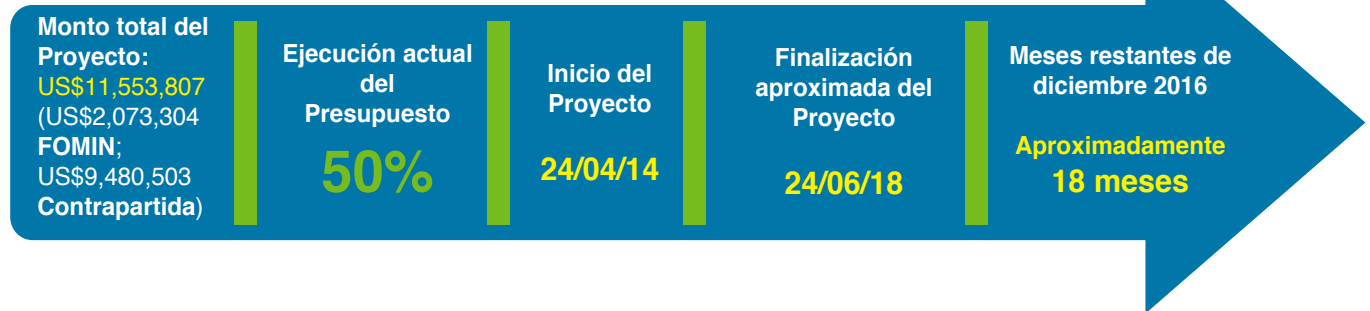 Monto total del
Proyecto:
US$11,553,807
(US$2,073,304
FOMIN;
US$9,480,503
Contrapartida)
Ejecución actual
del
Presupuesto
50%
Inicio del
Proyecto
24/04/14
Finalización
aproximada del
Proyecto
24/06/18
Meses restantes de
diciembre 2016
Aproximadamente
18 meses